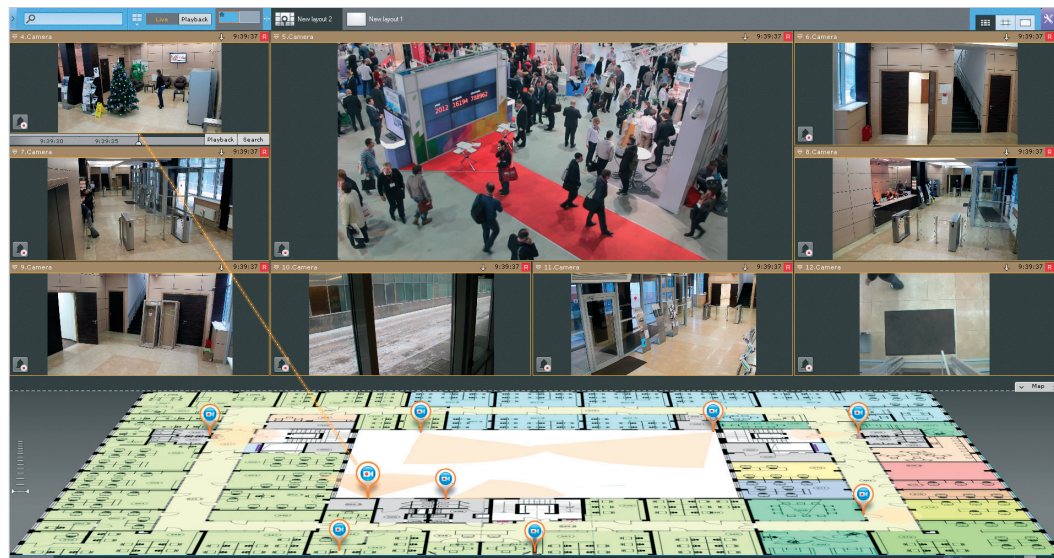 Live
Playback
New layout 2
New layout 1
4.Camera
9:39:37 R
5.Camera
9:39:37 R
6.Camera
9:39:37 R
2012 16194 788962
9:39:30
9:39:35
Playback
Search
7.Camera
9:39:37 R
8.Camera
9:39:37 R
9.Camera
9:39:37 R
10.Camera
9:39:37 R
11.Camera
9:39:37 R
12.Camera
9:39:37 R
Map